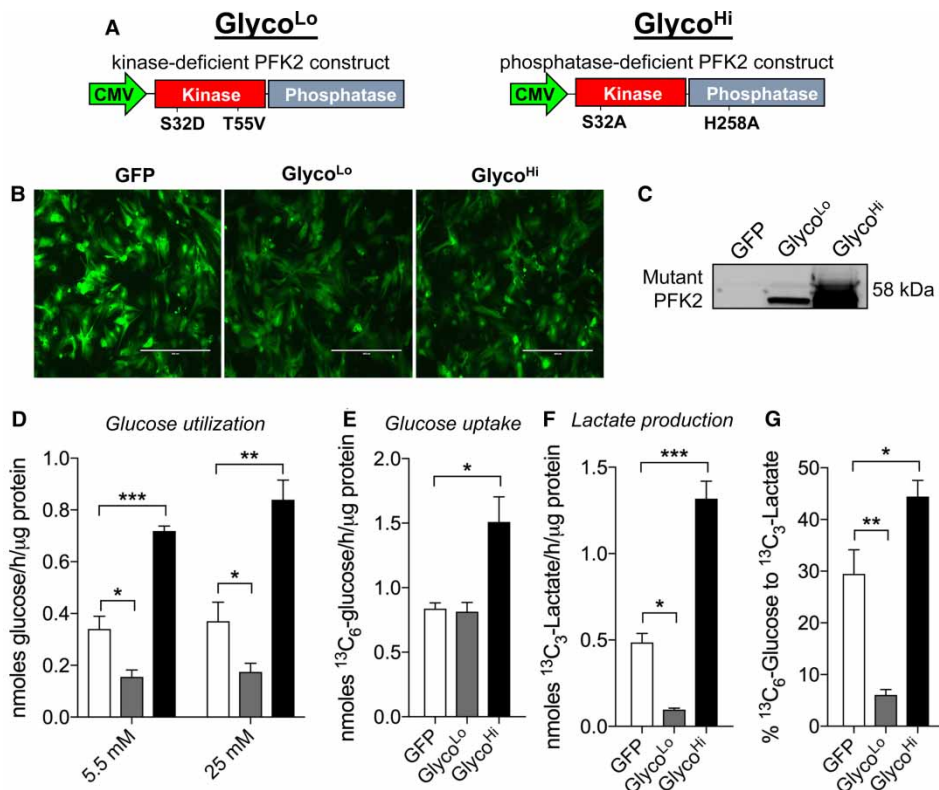 A
Glyco^Lo
kinase-deficient PFK2 construct
CMV Kinase Phosphatase
S32D T55V
Glyco^Hi
phosphatase-deficient PFK2 construct
CMV Kinase Phosphatase
S32A H258A
B
GFP Glyco^Lo Glyco^Hi
C
GFP Glyco^Lo Glyco^Hi
Mutant
PFK2
58 kDa
D
Glucose utilization
nmoles glucose/h/μg protein
1.0
0.8
0.6
0.4
0.2
0.0
*** *
** *
5.5 mM 25 mM
E
Glucose uptake
nmoles ¹³C₆-glucose/h/μg protein
2.0
1.5
1.0
0.5
0.0
*
GFP Glyco^Lo Glyco^Hi
F
Lactate production
nmoles ¹³C₃-Lactate/h/μg protein
1.5
1.0
0.5
0.0
***
*
GFP Glyco^Lo Glyco^Hi
G
% ¹³C₆-Glucose to ¹³C₃-Lactate
50
40
30
20
10
0
*
**
GFP Glyco^Lo Glyco^Hi